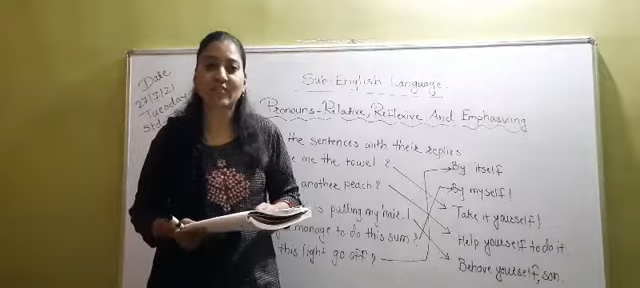 Date
27/7/21
Tuesday
Std
Sub-English Language.
Pronouns-Relative, Reflexive And Emphasving
the sentences with their replies
me the towel?
another peach?
is pulling my hair.!
manage to do this sum?
this light go off?
By itself
By myself!
Take it yourself!
Help yourself to do it.
Behave yourself, son.